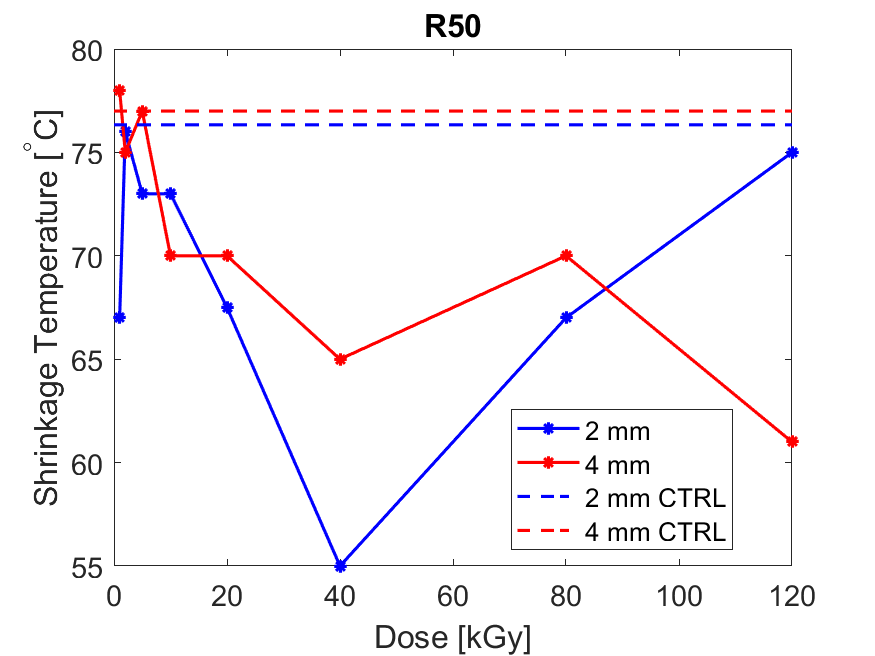 R50
Shrinkage Temperature [°C]
80
75
70
65
60
55
0 20 40 60 80 100 120
Dose [kGy]
2 mm
4 mm
2 mm CTRL
4 mm CTRL